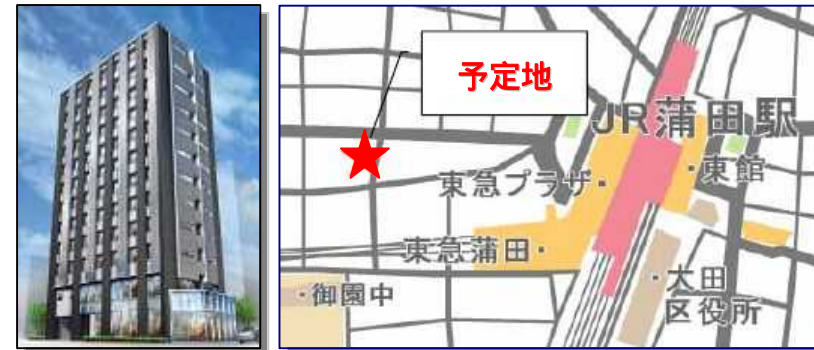 予定地
JR蒲田駅
東急プラザ・
・東館
東急蒲田・
・御園中
・大田
区役所